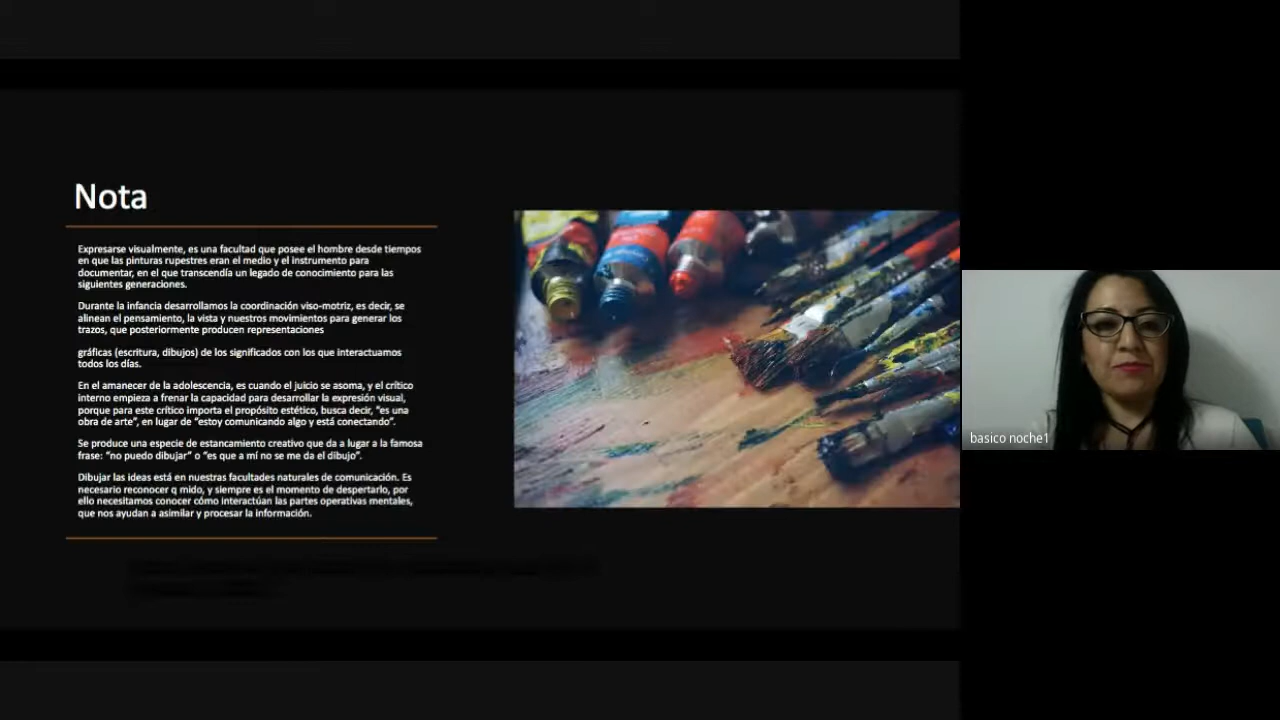 Nota
Expresarse visualmente, es una facultad que posee el hombre desde tiempos
en que las pinturas rupestres eran el medio y el instrumento para
documentar, en el que transcendía un legado de conocimiento para las
siguientes generaciones.
Durante la infancia desarrollamos la coordinación viso-motriz, es decir, se
alinean el pensamiento, la vista y nuestros movimientos para generar los
trazos, que posteriormente producen representaciones
gráficas (escritura, dibujos) de los significados con los que interactuamos
todos los días.
En el amanecer de la adolescencia, es cuando el juicio se asoma, y el crítico
interno empieza a frenar la capacidad para desarrollar la expresión visual,
porque para este crítico importa el propósito estético, busca decir, “es una
obra de arte”, en lugar de “estoy comunicando algo y está conectando”.
Se produce una especie de estancamiento creativo que da a lugar a la famosa
frase: “no puedo dibujar” o “es que a mí no se me da el dibujo”.
Dibujar las ideas está en nuestras facultades naturales de comunicación. Es
necesario reconocer q mido, y siempre es el momento de despertarlo, por
ello necesitamos conocer cómo interactúan las partes operativas mentales,
que nos ayudan a asimilar y procesar la información.
basico noche1